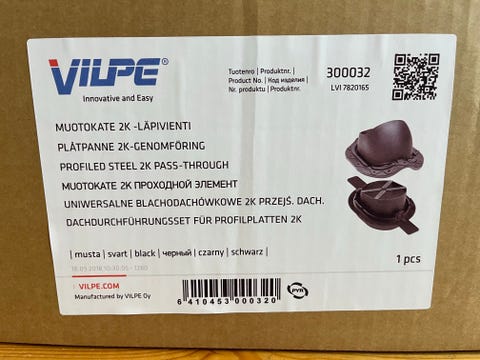 VILPE®
Innovative and Easy
Tuotenro | Produktnr.
Product No. | Код изделия
Nr. produktu | Produktnr.
300032
LVI 7820165
MUOTOKATE 2K -LÄPIVIENTI
PLÅTPANNE 2K-GENOMFÖRING
PROFILED STEEL 2K PASS-THROUGH
МUOTOKATE 2K ПРОХОДНОЙ ЭЛЕМЕНТ
UNIWERSALNE BLACHODACHÓWKOWE 2K PRZEJŚ. DACH.
DACHDURCHFÜHRUNGSSET FÜR PROFILPLATTEN 2K
| musta | svart | black | черный | czarny | schwarz |
1 pcs
VILPE.COM
Manufactured by VILPE Oy
6 410453 000320
PYR